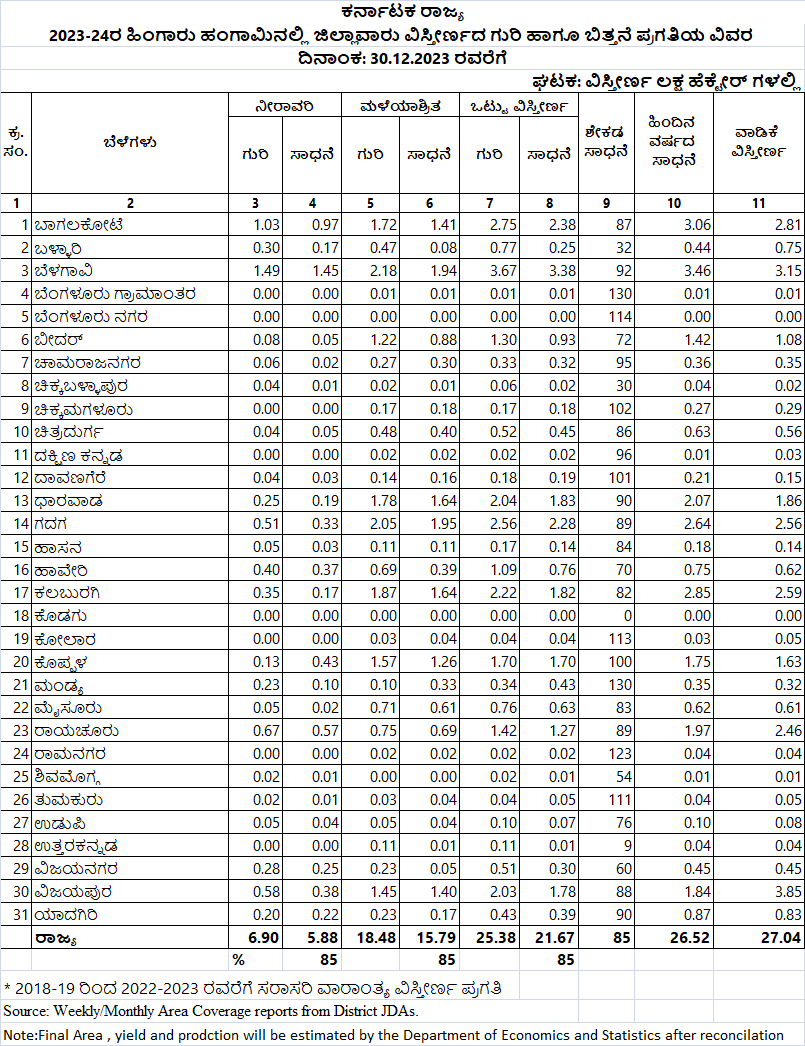 ಕರ್ನಾಟಕ ರಾಜ್ಯ
2023-24ರ ಹಿಂಗಾರು ಹಂಗಾಮಿನಲ್ಲಿ ಜಿಲ್ಲಾವಾರು ವಿಸ್ತೀರ್ಣದ ಗುರಿ ಹಾಗೂ ಬಿತ್ತನೆ ಪ್ರಗತಿಯ ವಿವರ
ದಿನಾಂಕ: 30.12.2023 ರವರೆಗೆ
ಘಟಕ: ವಿಸ್ತೀರ್ಣ ಲಕ್ಷ ಹೆಕ್ಟೇರ್ ಗಳಲ್ಲಿ
ಕ್ರ. ಸಂ. ಬೆಳೆಗಳು ನೀರಾವರಿ ಮಳೆಯಾಶ್ರಿತ ಒಟ್ಟು ವಿಸ್ತೀರ್ಣ ಶೇಕಡ ಸಾಧನೆ ಹಿಂದಿನ ವರ್ಷದ ಸಾಧನೆ ವಾಡಿಕೆ ವಿಸ್ತೀರ್ಣ
ಗುರಿ ಸಾಧನೆ ಗುರಿ ಸಾಧನೆ ಗುರಿ ಸಾಧನೆ
1 2 3 4 5 6 7 8 9 10 11
1 ಬಾಗಲಕೋಟೆ 1.03 0.97 1.72 1.41 2.75 2.38 87 3.06 2.81
2 ಬಳ್ಳಾರಿ 0.30 0.17 0.47 0.08 0.77 0.25 32 0.44 0.75
3 ಬೆಳಗಾವಿ 1.49 1.45 2.18 1.94 3.67 3.38 92 3.46 3.15
4 ಬೆಂಗಳೂರು ಗ್ರಾಮಾಂತರ 0.00 0.00 0.01 0.01 0.01 0.01 130 0.01 0.01
5 ಬೆಂಗಳೂರು ನಗರ 0.00 0.00 0.00 0.00 0.00 0.00 114 0.00 0.00
6 ಬೀದರ್ 0.08 0.05 1.22 0.88 1.30 0.93 72 1.42 1.08
7 ಚಾಮರಾಜನಗರ 0.06 0.02 0.27 0.30 0.33 0.32 95 0.36 0.35
8 ಚಿಕ್ಕಬಳ್ಳಾಪುರ 0.04 0.01 0.02 0.01 0.06 0.02 30 0.04 0.02
9 ಚಿಕ್ಕಮಗಳೂರು 0.00 0.00 0.17 0.18 0.17 0.18 102 0.27 0.29
10 ಚಿತ್ರದುರ್ಗ 0.04 0.05 0.48 0.40 0.52 0.45 86 0.63 0.56
11 ದಕ್ಷಿಣ ಕನ್ನಡ 0.00 0.00 0.02 0.02 0.02 0.02 96 0.01 0.03
12 ದಾವಣಗೆರೆ 0.04 0.03 0.14 0.16 0.18 0.19 101 0.21 0.15
13 ಧಾರವಾಡ 0.25 0.19 1.78 1.64 2.04 1.83 90 2.07 1.86
14 ಗದಗ 0.51 0.33 2.05 1.95 2.56 2.28 89 2.64 2.56
15 ಹಾಸನ 0.05 0.03 0.11 0.11 0.17 0.14 84 0.18 0.14
16 ಹಾವೇರಿ 0.40 0.37 0.69 0.39 1.09 0.76 70 0.75 0.62
17 ಕಲಬುರಗಿ 0.35 0.17 1.87 1.64 2.22 1.82 82 2.85 2.59
18 ಕೊಡಗು 0.00 0.00 0.00 0.00 0.00 0.00 0 0.00 0.00
19 ಕೋಲಾರ 0.00 0.00 0.03 0.04 0.04 0.04 113 0.03 0.05
20 ಕೊಪ್ಪಳ 0.13 0.43 1.57 1.26 1.70 1.70 100 1.75 1.63
21 ಮಂಡ್ಯ 0.23 0.10 0.10 0.33 0.34 0.43 130 0.35 0.32
22 ಮೈಸೂರು 0.05 0.02 0.71 0.61 0.76 0.63 83 0.62 0.61
23 ರಾಯಚೂರು 0.67 0.57 0.75 0.69 1.42 1.27 89 1.97 2.46
24 ರಾಮನಗರ 0.00 0.00 0.02 0.02 0.02 0.02 123 0.04 0.04
25 ಶಿವಮೊಗ್ಗ 0.02 0.01 0.00 0.00 0.02 0.01 54 0.01 0.01
26 ತುಮಕುರು 0.02 0.01 0.03 0.04 0.04 0.05 111 0.04 0.05
27 ಉಡುಪಿ 0.05 0.04 0.05 0.04 0.10 0.07 76 0.10 0.08
28 ಉತ್ತರಕನ್ನಡ 0.00 0.00 0.11 0.01 0.11 0.01 9 0.04 0.04
29 ವಿಜಯನಗರ 0.28 0.25 0.23 0.05 0.51 0.30 60 0.45 0.45
30 ವಿಜಯಪುರ 0.58 0.38 1.45 1.40 2.03 1.78 88 1.84 3.85
31 ಯಾದಗಿರಿ 0.20 0.22 0.23 0.17 0.43 0.39 90 0.87 0.83
ರಾಜ್ಯ 6.90 5.88 18.48 15.79 25.38 21.67 85 26.52 27.04
% 85 85 85
* 2018-19 ರಿಂದ 2022-2023 ರವರೆಗೆ ಸರಾಸರಿ ವಾರಾಂತ್ಯ ವಿಸ್ತೀರ್ಣ ಪ್ರಗತಿ
Source: Weekly/Monthly Area Coverage reports from District JDAs.
Note:Final Area , yield and prodction will be estimated by the Department of Economics and Statistics after reconcilation